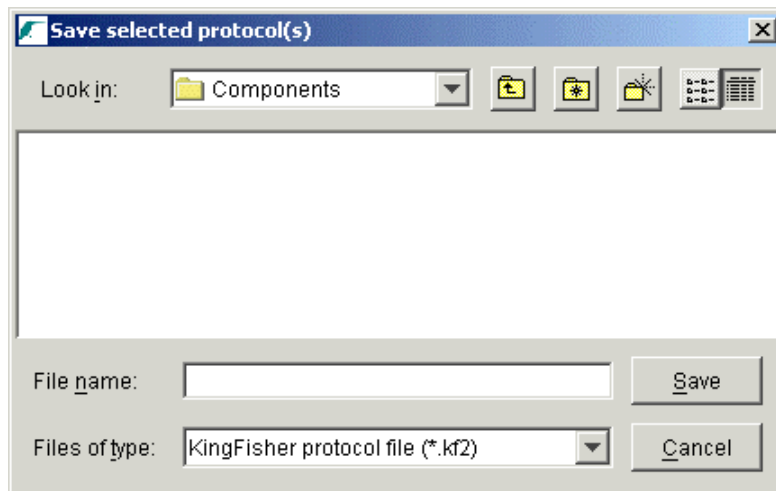 Save selected protocol(s)
Look in: Components
File name: Save
Files of type: KingFisher protocol file (*.kf2) Cancel